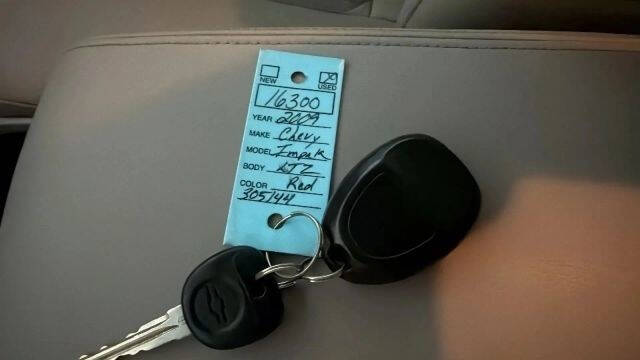 NEW USED
16300
YEAR 2009
MAKE Chevy
MODEL Impala
BODY LTZ
COLOR Red
305144